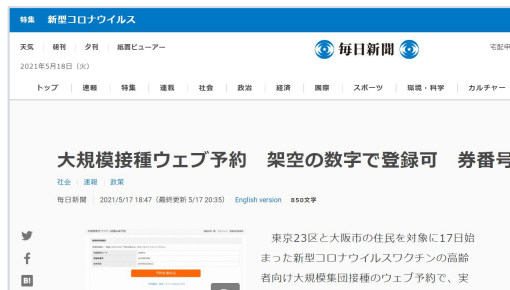 特集 新型コロナウイルス
天気 朝刊 夕刊 紙面ビューアー
毎日新聞
宅配申
2021年5月18日（火）
トップ 速報 特集 連載 社会 政治 経済 国際 スポーツ 環境・科学 カルチャー
大規模接種ウェブ予約 架空の数字で登録可 券番号
社会 速報 政策
毎日新聞 2021/5/17 18:47（最終更新 5/17 20:35） English version 850文字
東京23区と大阪市の住民を対象に17日始
まった新型コロナウイルスワクチンの高齢
者向け大規模集団接種のウェブ予約で、実
B!